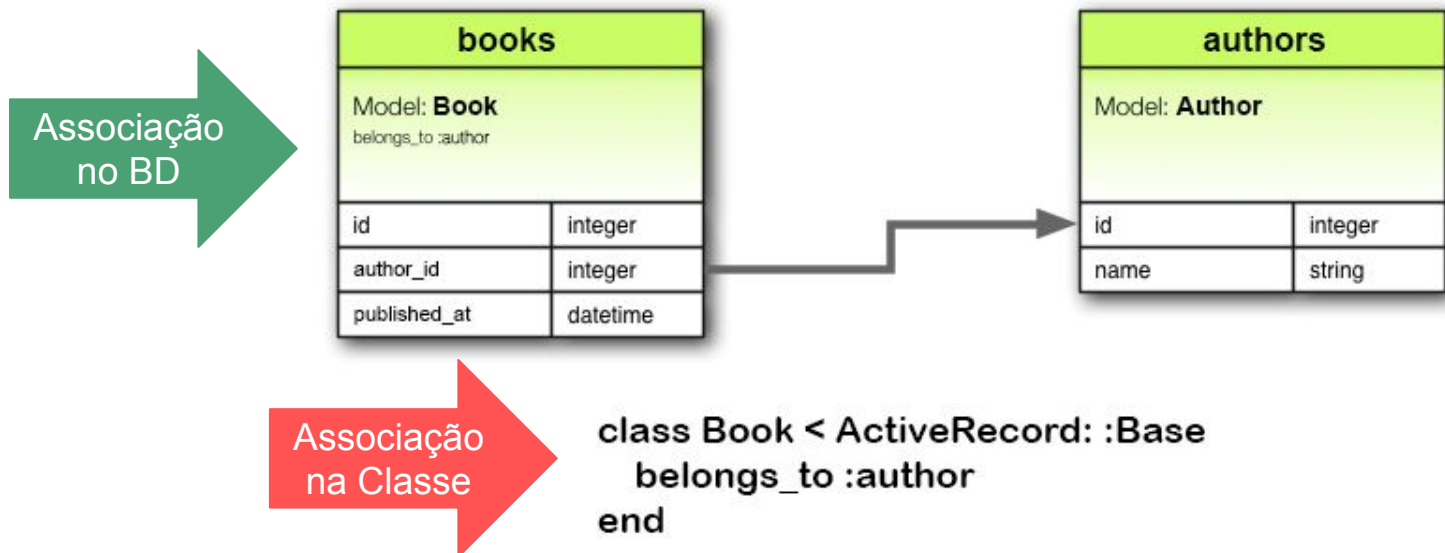 books
Model: Book
belongs_to :author
id integer
author_id integer
published_at datetime
authors
Model: Author
id integer
name string
Associação
no BD
Associação
na Classe
class Book < ActiveRecord: :Base
belongs_to :author
end